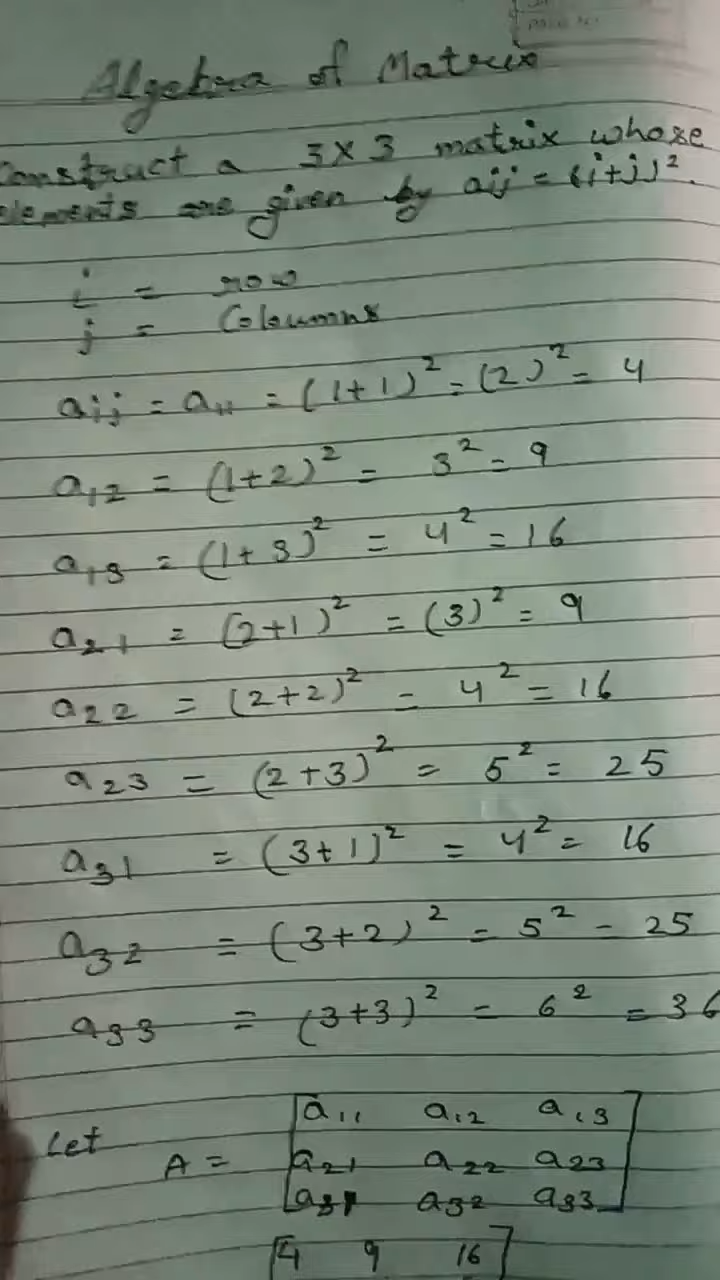 Algebra of Matrix
Construct a 3×3 matrix whose
elements are given by aij = (i+j)².
i = row
j = Coloumns
aij = a₁₁ = (1+1)² = (2)² = 4
a₁₂ = (1+2)² = 3² = 9
a₁₃ = (1+3)² = 4² = 16
a₂₁ = (2+1)² = (3)² = 9
a₂₂ = (2+2)² = 4² = 16
a₂₃ = (2+3)² = 5² = 25
a₃₁ = (3+1)² = 4² = 16
a₃₂ = (3+2)² = 5² = 25
a₃₃ = (3+3)² = 6² = 36
a₁₁ a₁₂ a₁₃
Let A = a₂₁ a₂₂ a₂₃
a₃₁ a₃₂ a₃₃
4 9 16